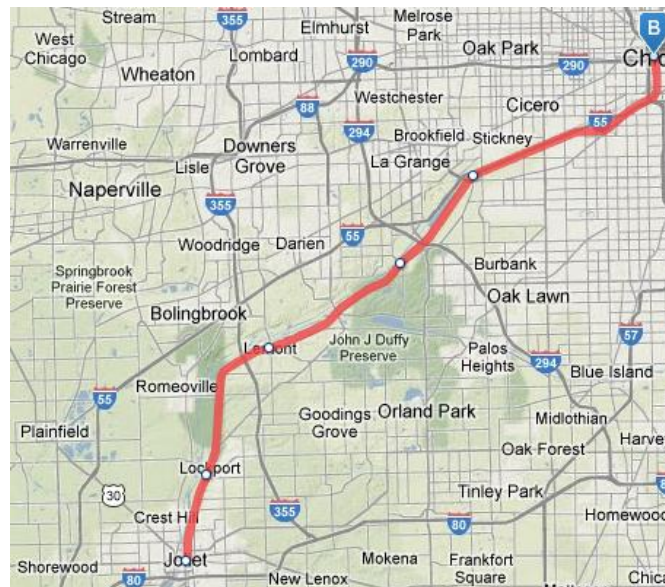 Stream
355
Elmhurst
Melrose
Park
West
Chicago
Lombard
290
Oak Park
290
B
Chic
Wheaton
88
Westchester
Cicero
55
294
Brookfield
Stickney
Warrenville
Downers
Grove
La Grange
Lisle
Naperville
355
Woodridge
Darien
55
Springbrook
Prairie Forest
Preserve
Burbank
Bolingbrook
Oak Lawn
Lemont
John J Duffy
Preserve
57
Palos
Heights
294
Blue Island
Romeoville
55
Goodings
Grove
Orland Park
Midlothian
Plainfield
Oak Forest
Harve
Lockport
30
Tinley Park
Crest Hill
355
80
8
Homewood
Joliet
Shorewood
80
New Lenox
Mokena
Frankfort
Square
Chic